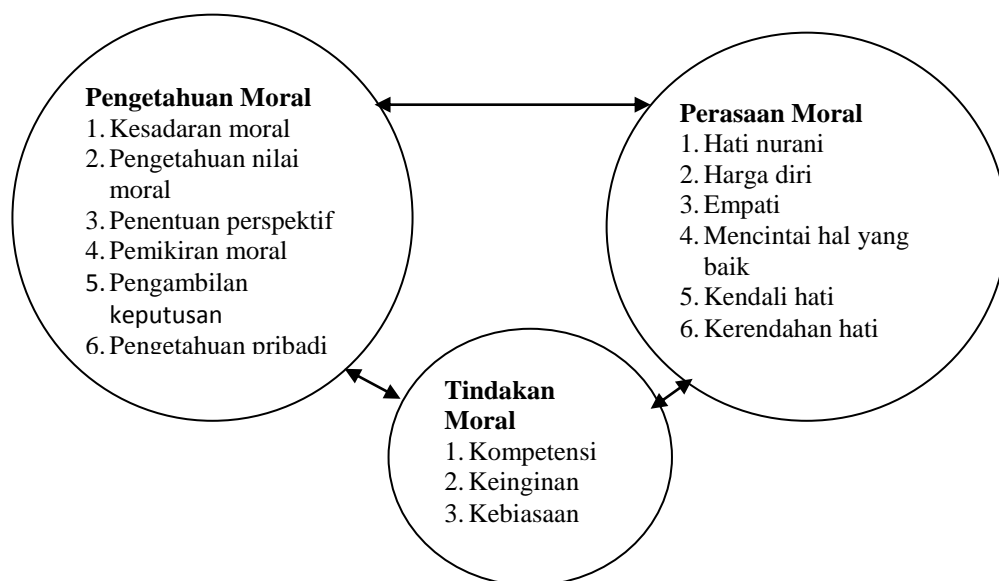 Pengetahuan Moral
1. Kesadaran moral
2. Pengetahuan nilai
moral
3. Penentuan perspektif
4. Pemikiran moral
5. Pengambilan
keputusan
6. Pengetahuan pribadi
Perasaan Moral
1. Hati nurani
2. Harga diri
3. Empati
4. Mencintai hal yang
baik
5. Kendali hati
6. Kerendahan hati
Tindakan
Moral
1. Kompetensi
2. Keinginan
3. Kebiasaan